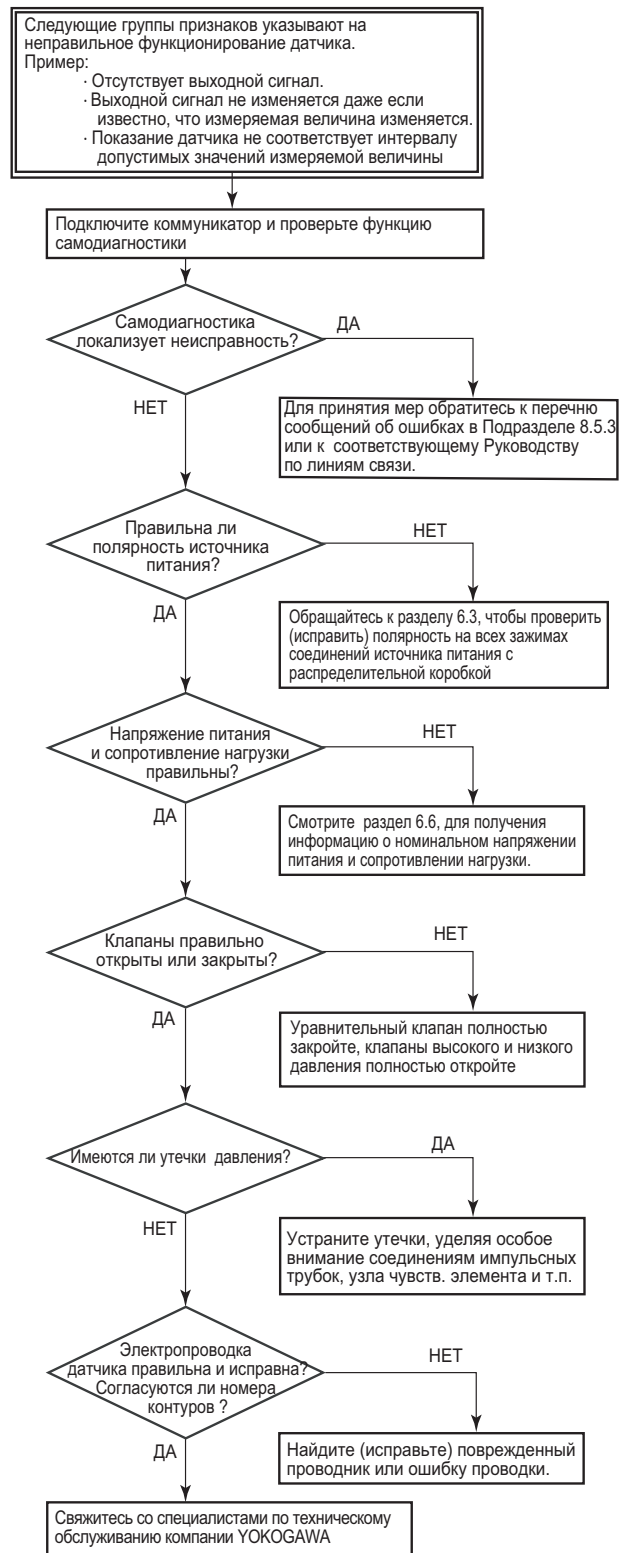 Следующие группы признаков указывают на
неправильное функционирование датчика.
Пример:
· Отсутствует выходной сигнал.
· Выходной сигнал не изменяется даже если
известно, что измеряемая величина изменяется.
· Показание датчика не соответствует интервалу
допустимых значений измеряемой величины
Подключите коммуникатор и проверьте функцию
самодиагностики
Самодиагностика
локализует неисправность?
ДА
НЕТ
Для принятия мер обратитесь к перечню
сообщений об ошибках в Подразделе 8.5.3
или к соответствующему Руководству
по линиям связи.
Правильна ли
полярность источника
питания?
НЕТ
ДА
Обращайтесь к разделу 6.3, чтобы проверить
(исправить) полярность на всех зажимах
соединений источника питания с
распределительной коробкой
Напряжение питания
и сопротивление нагрузки
правильны?
НЕТ
ДА
Смотрите раздел 6.6, для получения
информацию о номинальном напряжении
питания и сопротивлении нагрузки.
Клапаны правильно
открыты или закрыты?
НЕТ
ДА
Уравнительный клапан полностью
закройте, клапаны высокого и низкого
давления полностью откройте
Имеются ли утечки давления?
ДА
НЕТ
Устраните утечки, уделяя особое
внимание соединениям импульсных
трубок, узла чувств. элемента и т.п.
Электропроводка
датчика правильна и исправна?
Согласуются ли номера
контуров ?
НЕТ
ДА
Найдите (исправьте) поврежденный
проводник или ошибку проводки.
Свяжитесь со специалистами по техническому
обслуживанию компании YOKOGAWA